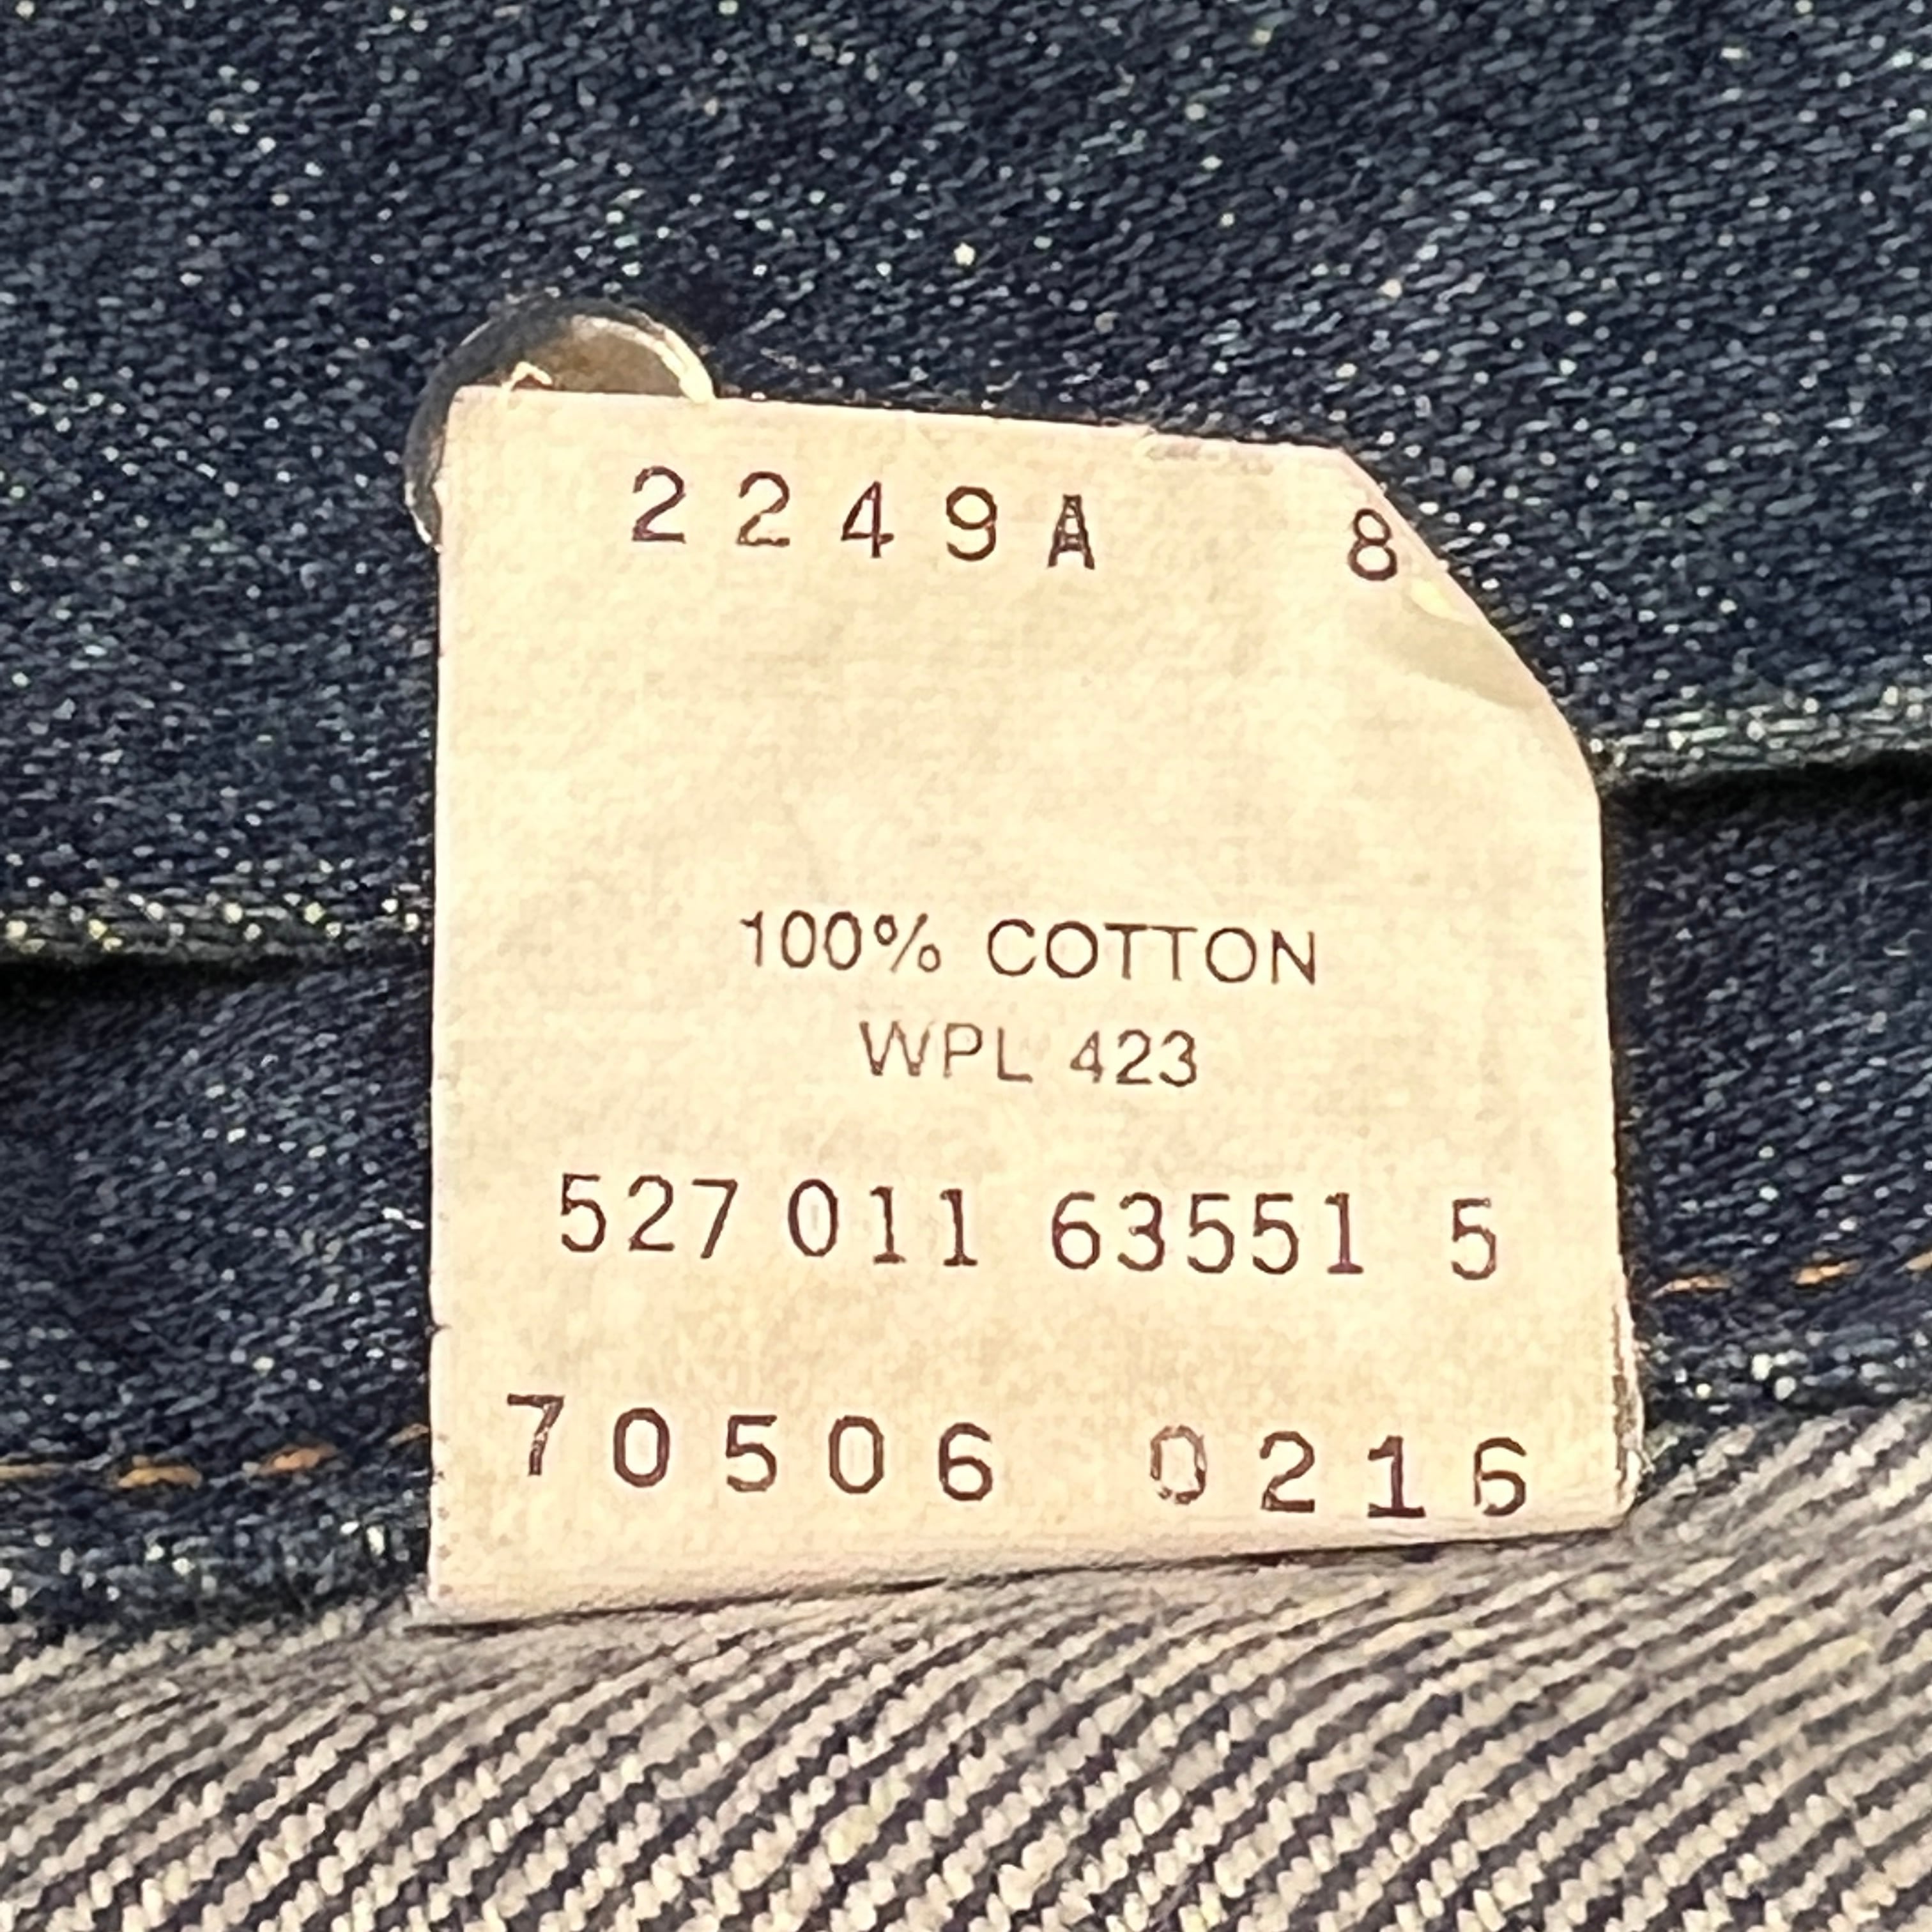 2249A 8
100% COTTON
WPL 423
527 011 63551 5
70506 0216